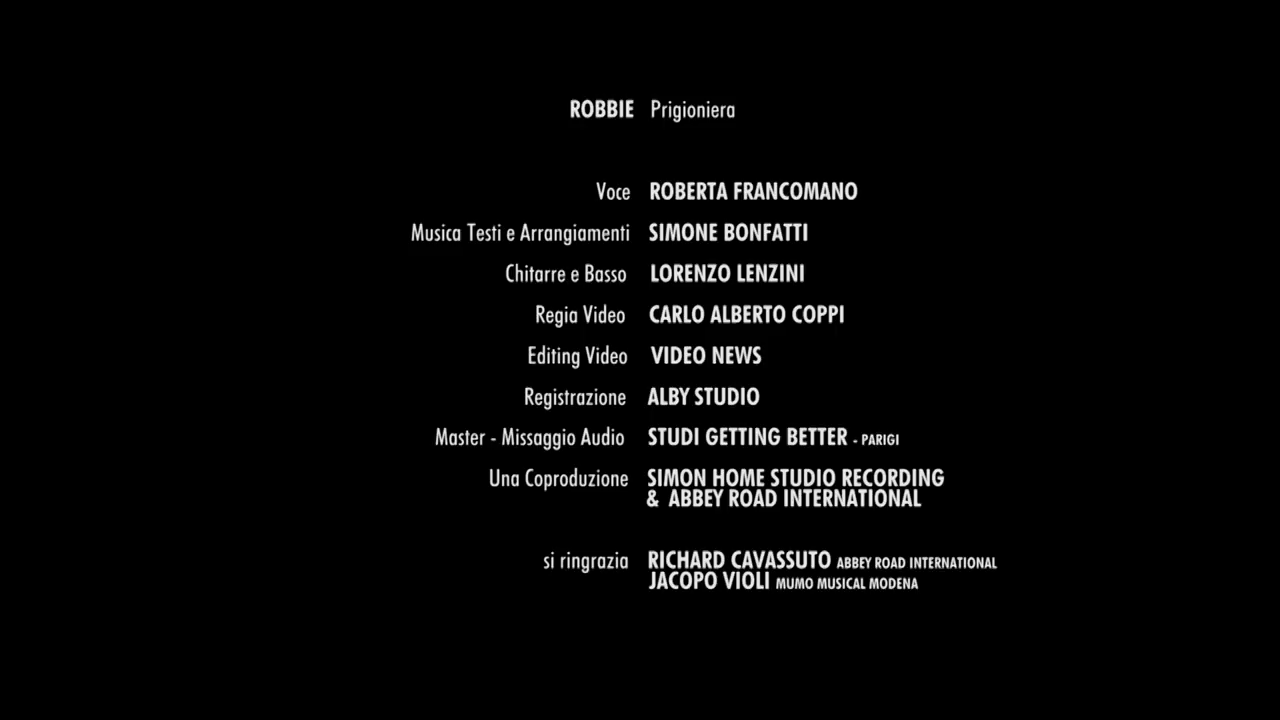 ROBBIE Prigioniera
Voce ROBERTA FRANCOMANO
Musica Testi e Arrangiamenti SIMONE BONFATTI
Chitarre e Basso LORENZO LENZINI
Regia Video CARLO ALBERTO COPPI
Editing Video VIDEO NEWS
Registrazione ALBY STUDIO
Master - Missaggio Audio STUDI GETTING BETTER - PARIGI
Una Coproduzione SIMON HOME STUDIO RECORDING
& ABBEY ROAD INTERNATIONAL
si ringrazia RICHARD CAVASSUTO ABBEY ROAD INTERNATIONAL
JACOPO VIOLI MUMO MUSICAL MODENA